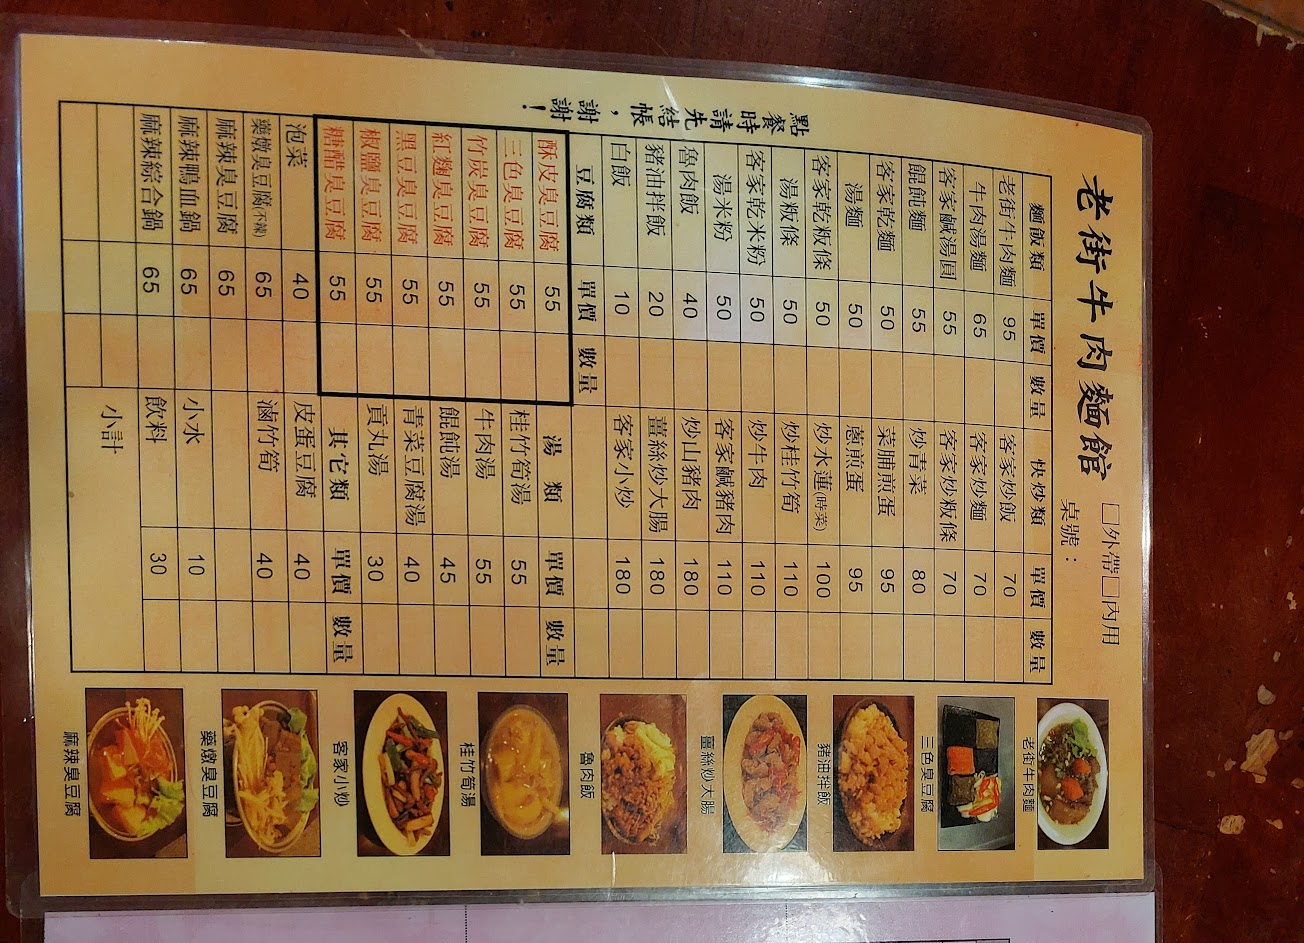 老街牛肉麵館
□外帶□內用
桌號：
點餐時請先結帳，謝謝！
麵飯類 單價 數量 快炒類 單價 數量
老街牛肉麵 95 客家炒飯 70
牛肉湯麵 65 客家炒麵 70
客家鹹湯圓 55 客家炒粄條 70
餛飩麵 55 炒青菜 80
客家乾麵 50 菜脯煎蛋 95
湯麵 50 蔥煎蛋 95
客家乾粄條 50 炒水蓮(時菜) 100
湯粄條 50 炒桂竹筍 110
客家乾米粉 50 炒牛肉 110
湯米粉 50 客家鹹豬肉 110
魯肉飯 40 炒山豬肉 180
豬油拌飯 20 薑絲炒大腸 180
白飯 10 客家小炒 180
豆腐類 單價 數量
酥皮臭豆腐 55 湯類 單價 數量
三色臭豆腐 55 桂竹筍湯 55
竹炭臭豆腐 55 牛肉湯 55
紅麴臭豆腐 55 餛飩湯 45
黑豆臭豆腐 55 青菜豆腐湯 40
椒鹽臭豆腐 55 貢丸湯 30
糖醋臭豆腐 55 其它類 單價 數量
泡菜 40 皮蛋豆腐 40
藥燉臭豆腐(不辣) 65 滷竹筍 40
麻辣臭豆腐 65
麻辣鴨血鍋 65 小水 10
麻辣綜合鍋 65 飲料 30
小計
老街牛肉麵
三色臭豆腐
豬油拌飯
薑絲炒大腸
魯肉飯
桂竹筍湯
客家小炒
藥燉臭豆腐
麻辣臭豆腐